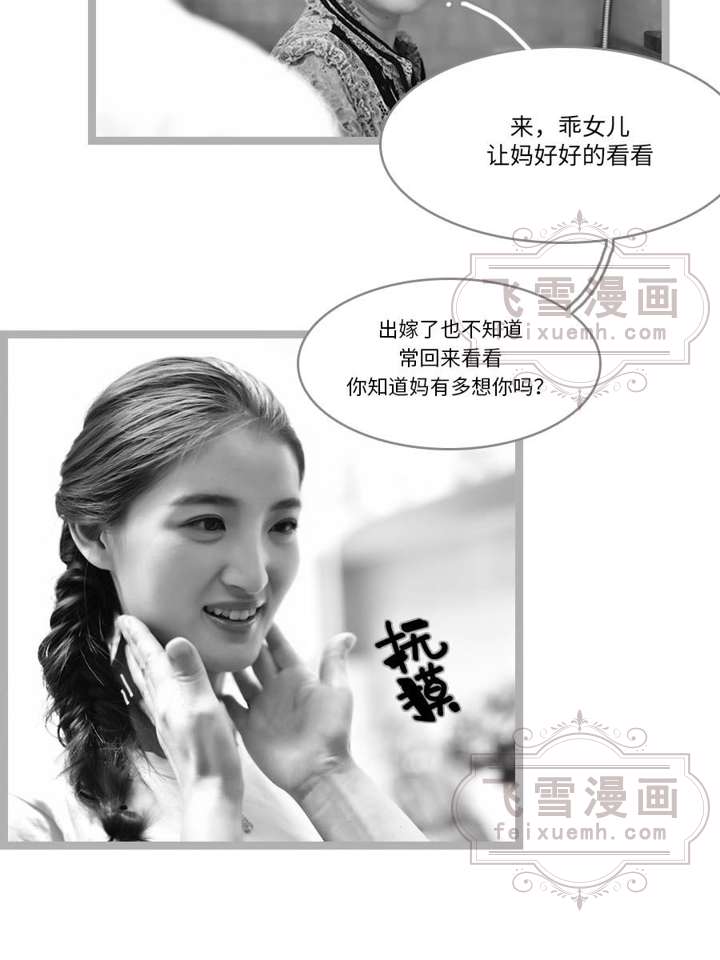 来，乖女儿
让妈好好的看看
飞雪漫画
feixuemh.com
出嫁了也不知道
常回来看看
你知道妈有多想你吗？
抚
摸
飞雪漫画
feixuemh.com